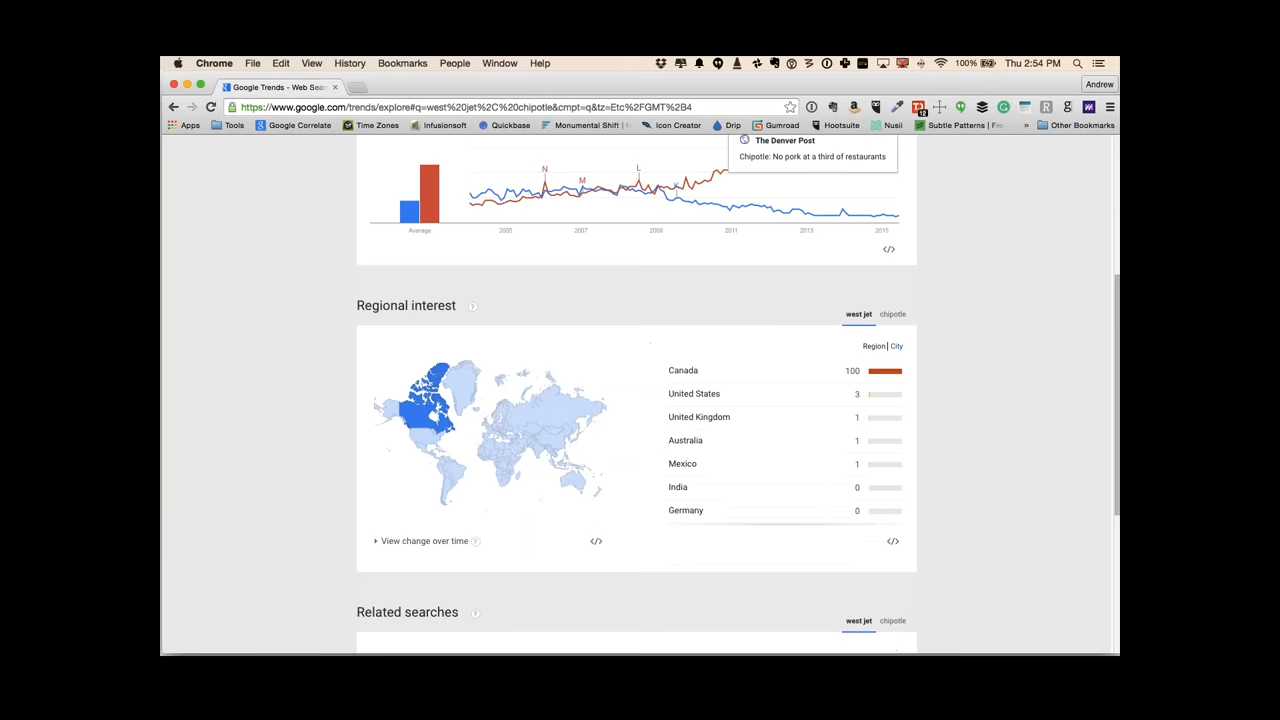 Chrome File Edit View History Bookmarks People Window Help 100% Thu 2:54 PM
Google Trends - Web Sear × Andrew
https://www.google.com/trends/explore#q=west%20jet%2C%20chipotle&cmpt=q&tz=Etc%2FGMT%2B4
Apps Tools Google Correlate Time Zones Infusionsoft Quickbase Monumental Shift | Icon Creator Drip Gumroad Hootsuite Nusii Subtle Patterns | Fre » Other Bookmarks
The Denver Post
Chipotle: No pork at a third of restaurants
N
M
L
Average 2005 2007 2009 2011 2013 2015
</>
Regional interest ?
west jet chipotle
Region | City
Canada 100
United States 3
United Kingdom 1
Australia 1
Mexico 1
India 0
Germany 0
View change over time ? </> </>
Related searches ?
west jet chipotle